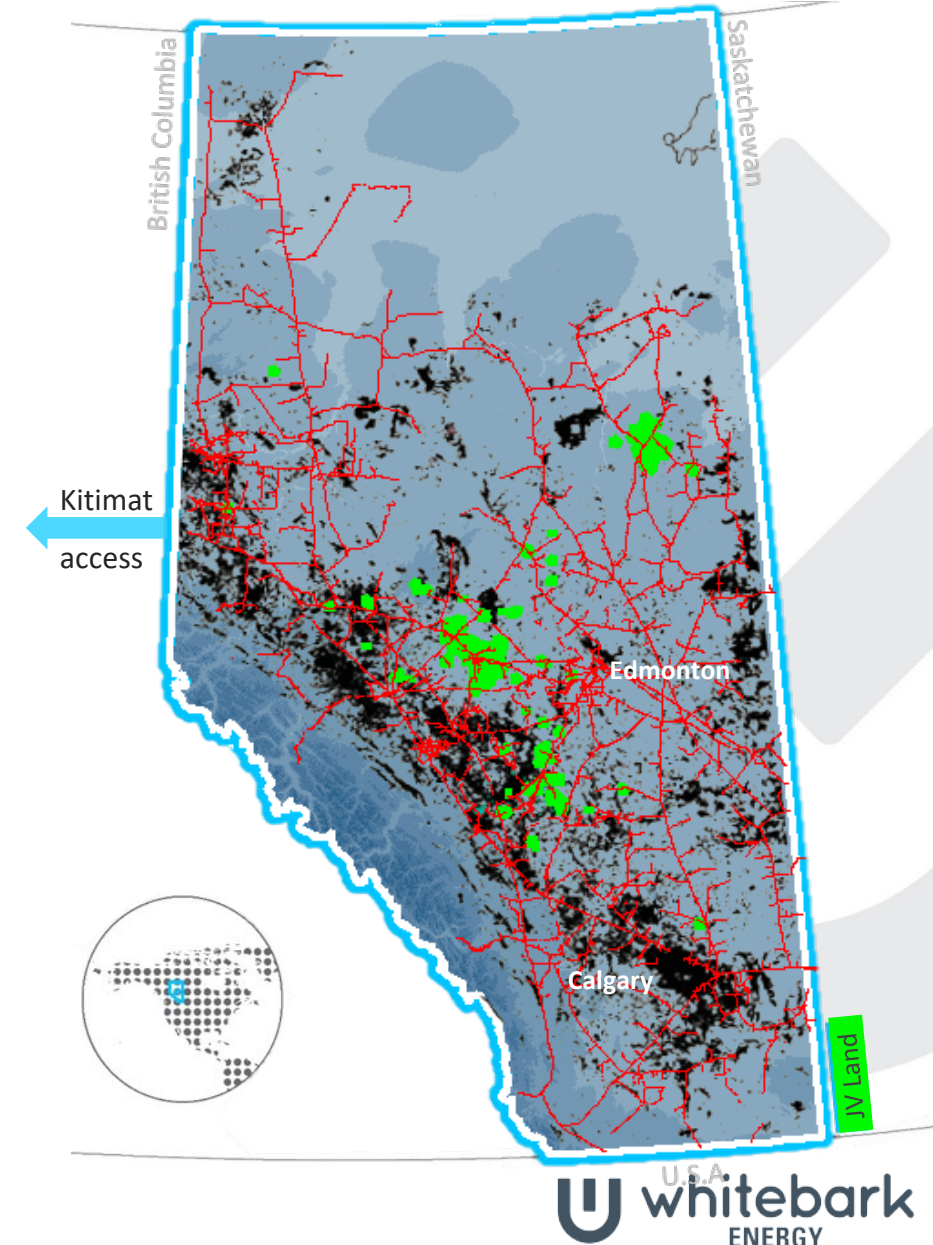 British Columbia
Saskatchewan
Kitimat
access
Edmonton
Calgary
JV Land
U.S.A
whitebark
ENERGY